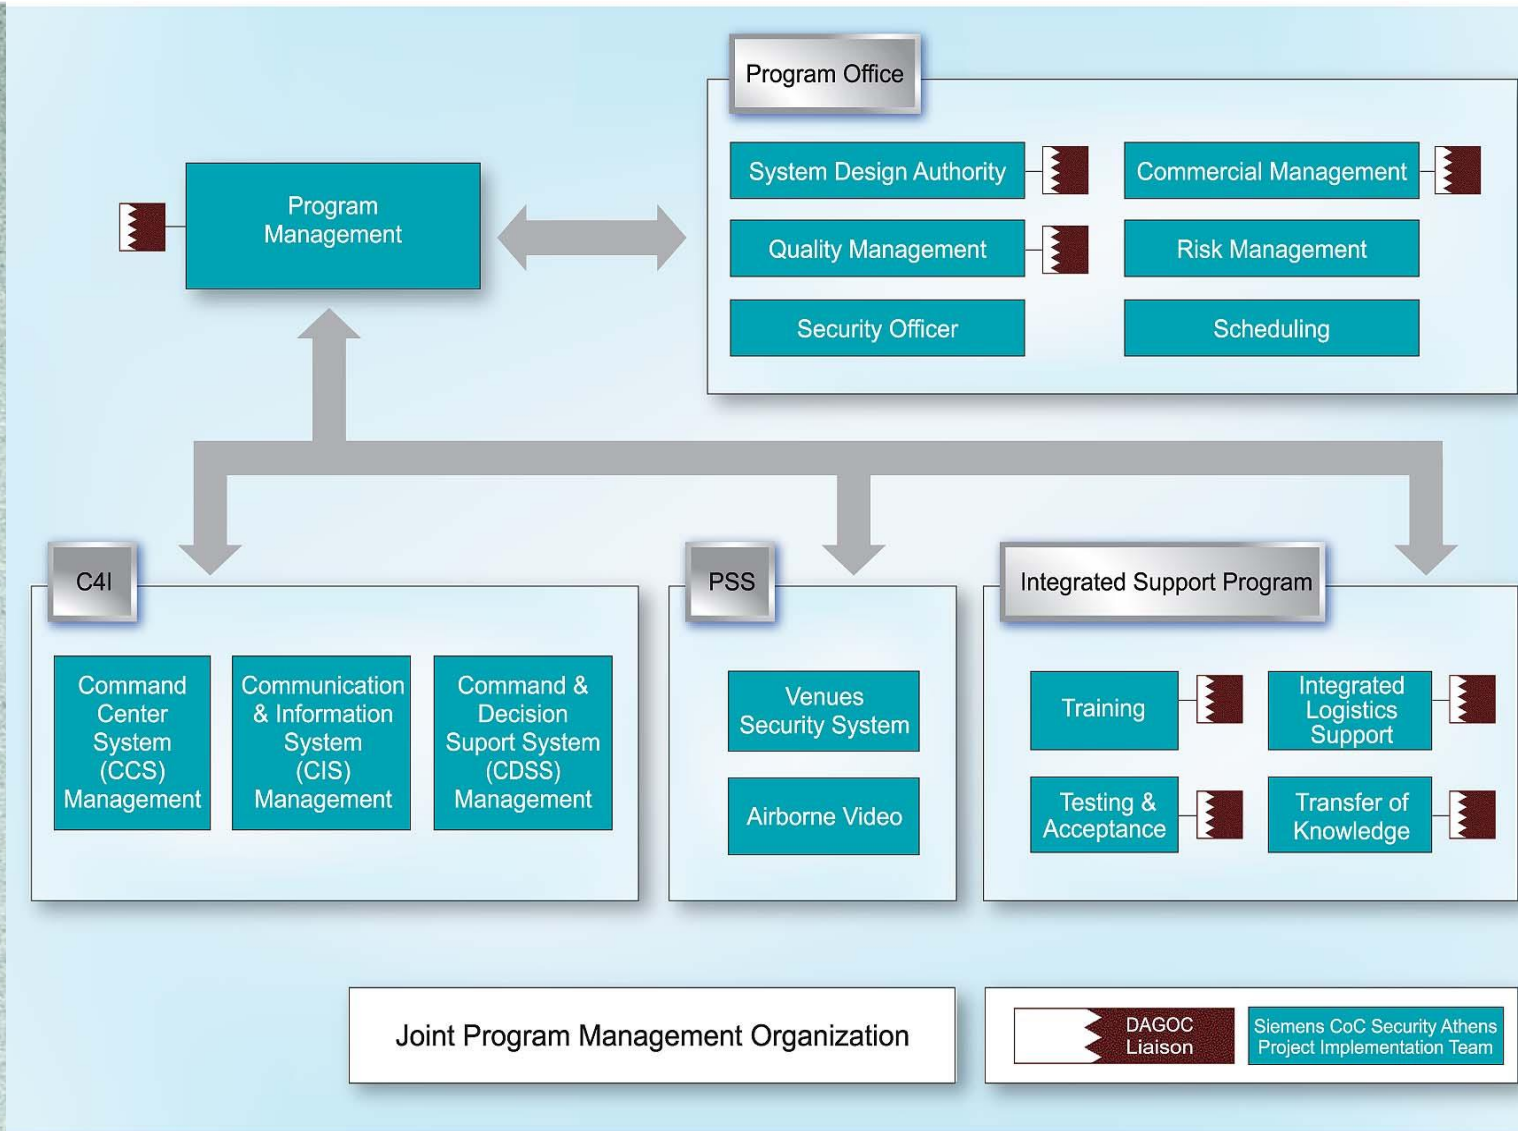 Program Office
System Design Authority
Commercial Management
Program
Management
Quality Management
Risk Management
Security Officer
Scheduling
C4I
PSS
Integrated Support Program
Command
Center
System
(CCS)
Management
Communication
& Information
System
(CIS)
Management
Command &
Decision
Suport System
(CDSS)
Management
Venues
Security System
Airborne Video
Training
Integrated
Logistics
Support
Testing &
Acceptance
Transfer of
Knowledge
Joint Program Management Organization
DAGOC
Liaison
Siemens CoC Security Athens
Project Implementation Team